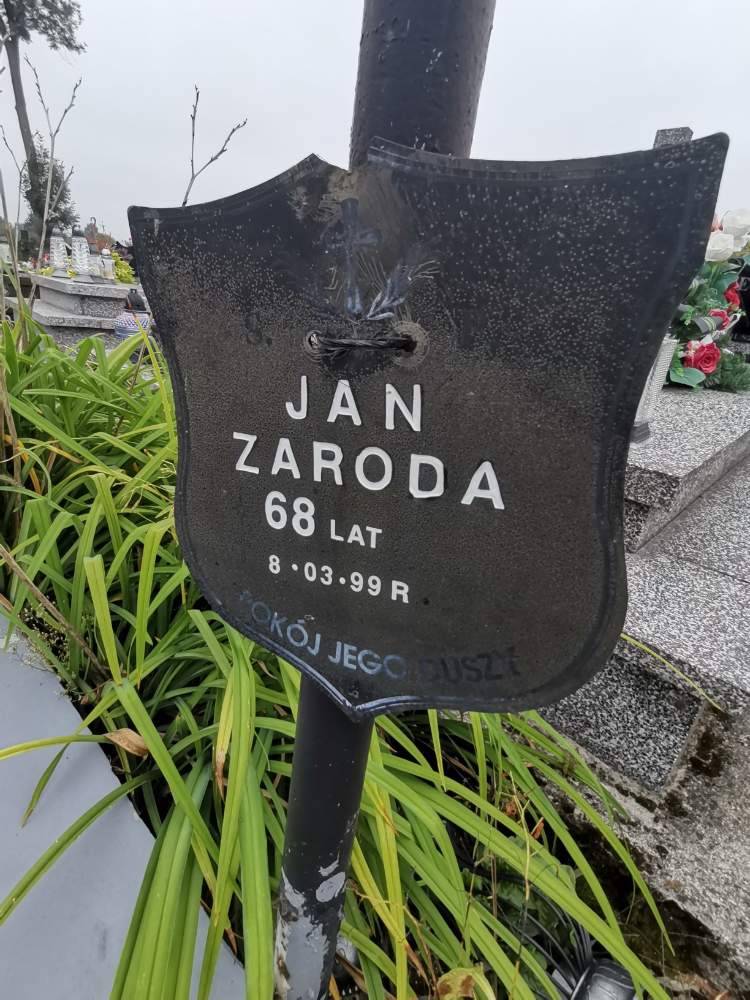 JAN
ZARODA
68 LAT
8·03·99 R
POKÓJ JEGO DUSZY